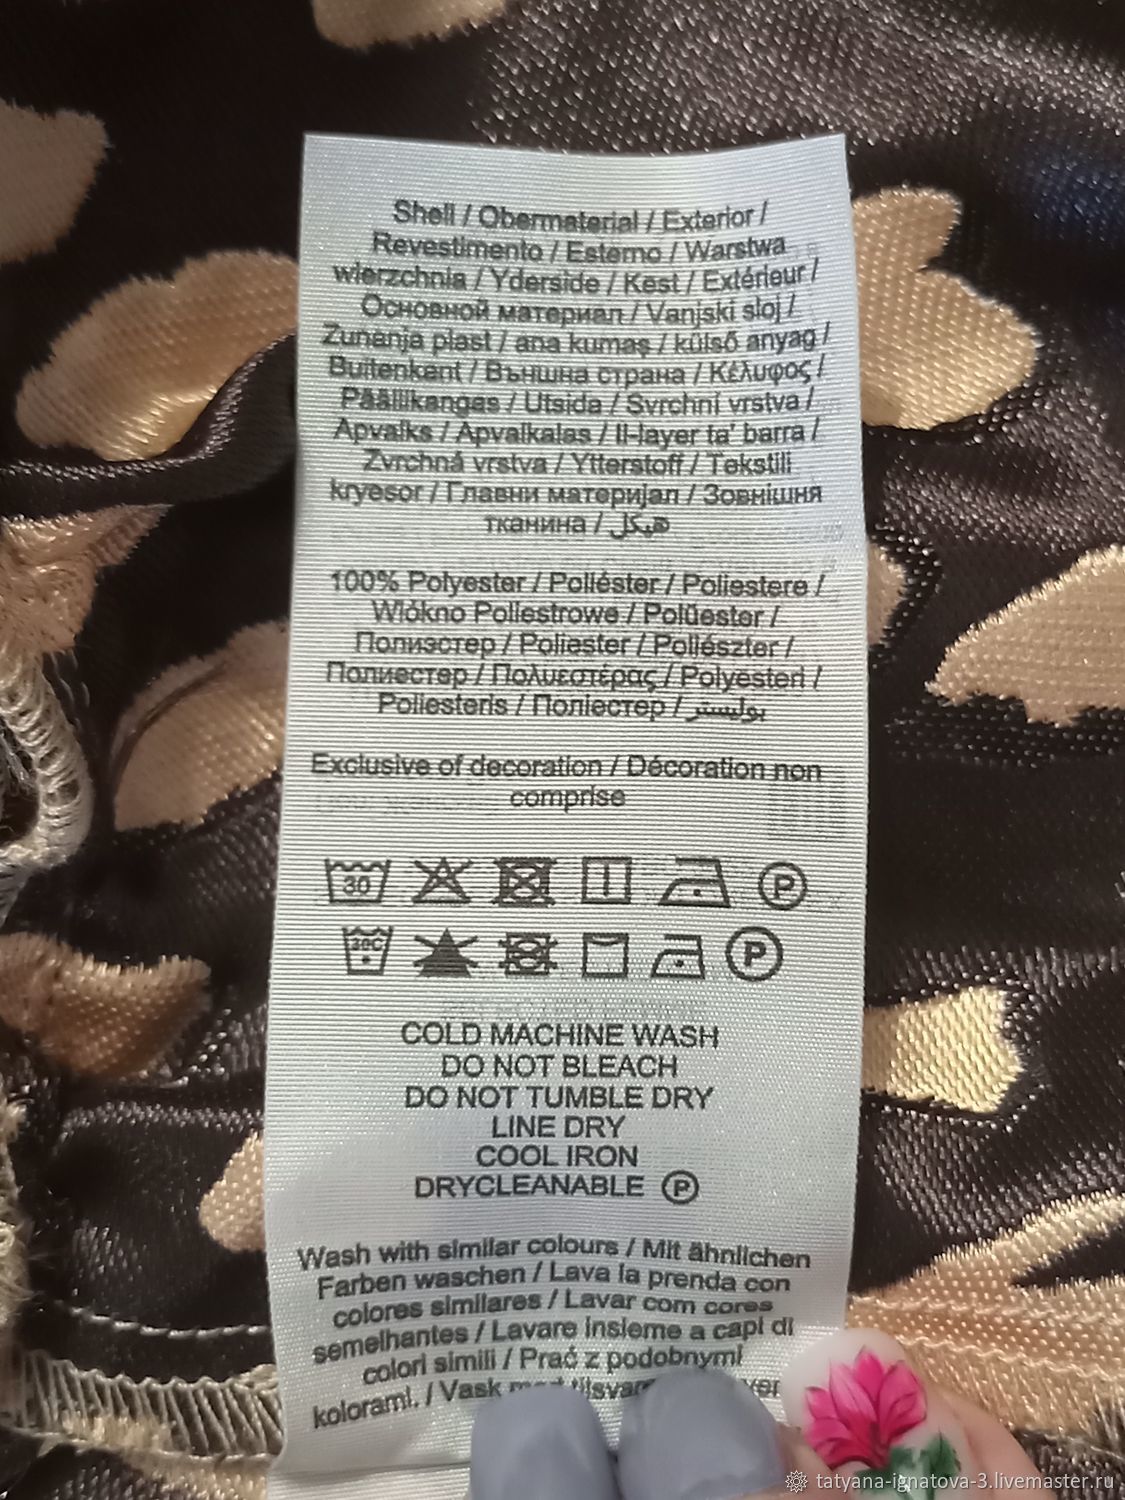 Shell / Obermaterial / Exterior /
Revestimento / Esterno / Warstwa
wierzchnia / Yderside / Kest / Extérieur /
Основной материал / Vanjski sloj /
Zunanja plast / ana kumaş / külső anyag /
Buitenkant / Външна страна / Κέλυφος /
Päällikangas / Utsida / Svrchní vrstva /
Apvalks / Apvalkalas / Il-layer ta' barra /
Zvrchná vrstva / Ytterstoff / Tekstili
kryesor / Главни материјал / Зовнішня
тканина / هيكل
100% Polyester / Poliéster / Poliestere /
Wlókno Poliestrowe / Polüester /
Полиэстер / Poliester / Poliészter /
Полиестер / Πολυεστέρας / Polyesteri /
Poliesteris / Поліестер / بوليستر
Exclusive of decoration / Décoration non
comprise
30 P
30C P
COLD MACHINE WASH
DO NOT BLEACH
DO NOT TUMBLE DRY
LINE DRY
COOL IRON
DRYCLEANABLE P
Wash with similar colours / Mit ähnlichen
Farben waschen / Lava la prenda con
colores similares / Lavar com cores
semelhantes / Lavare insieme a capi di
colori simili / Prać z podobnymi
kolorami. / Vask
tatyana-ignatova-3.livemaster.ru